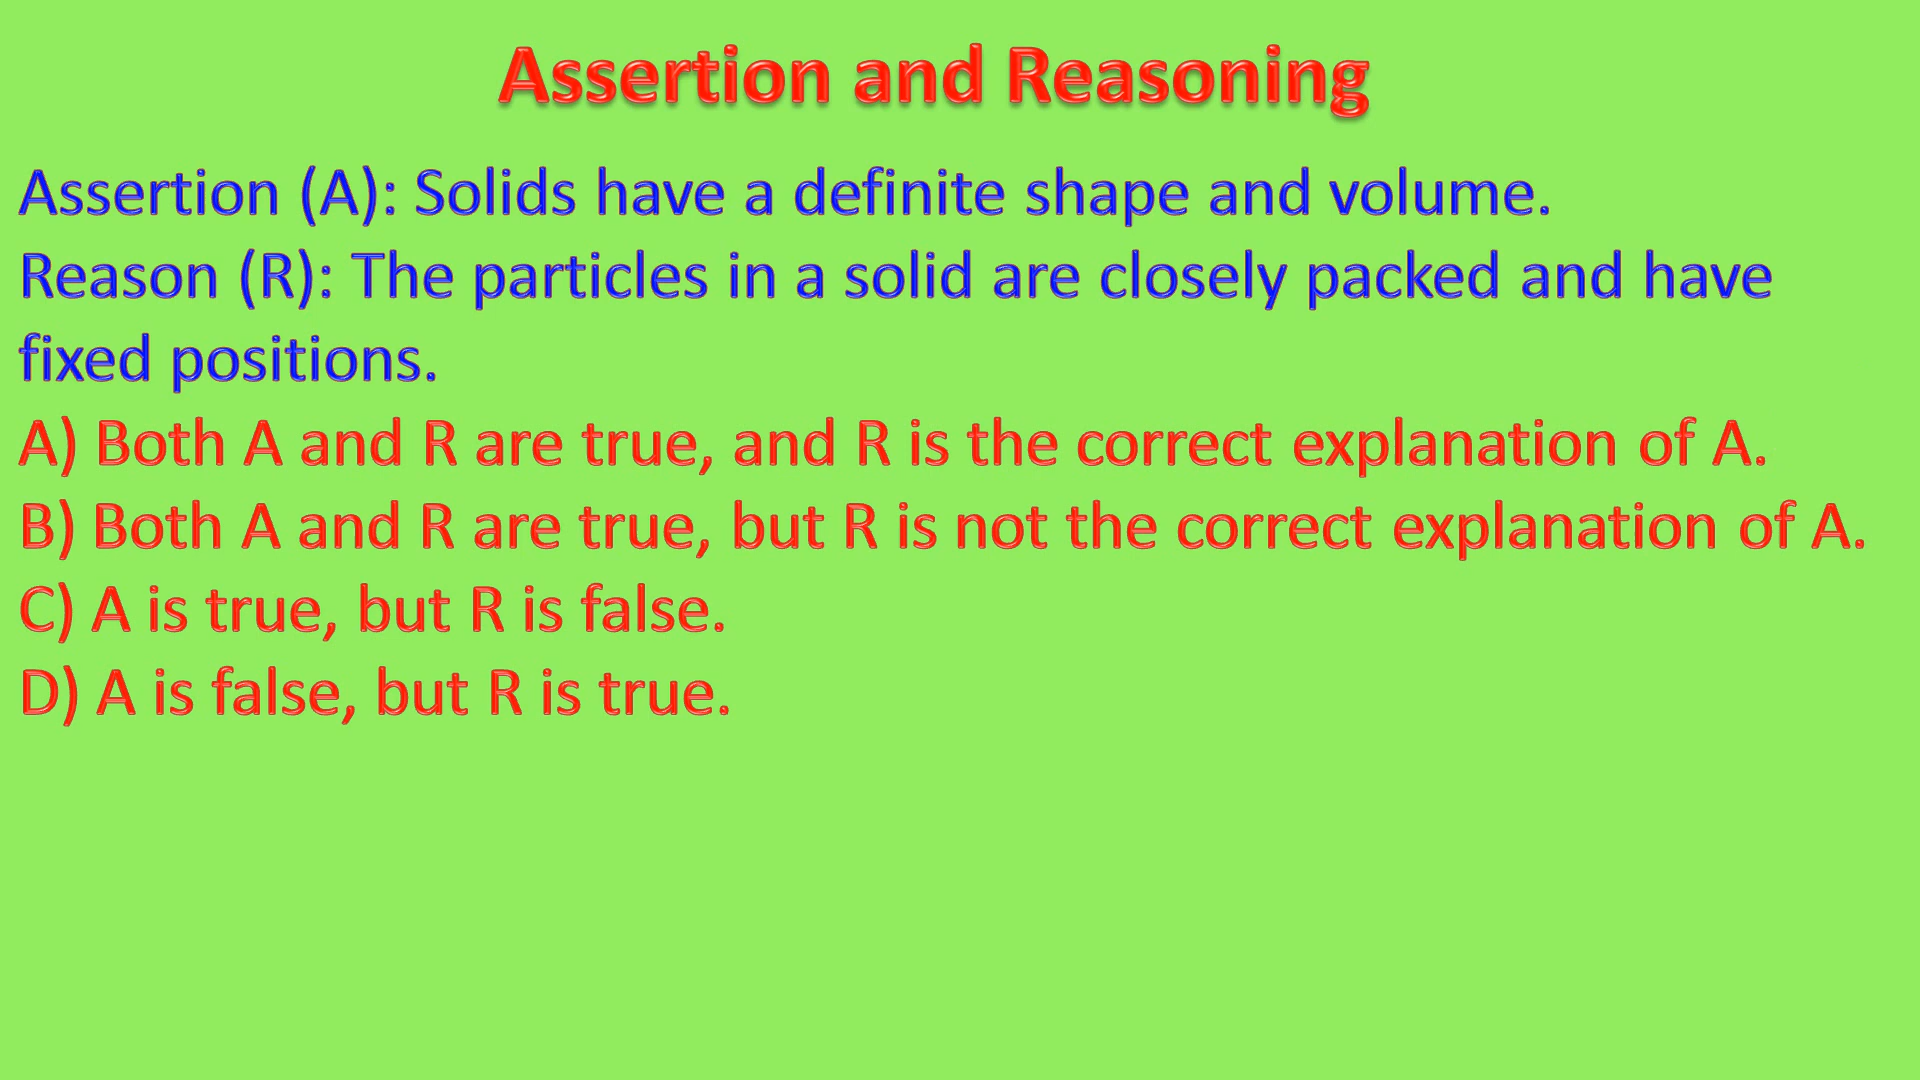 Assertion and Reasoning
Assertion (A): Solids have a definite shape and volume.
Reason (R): The particles in a solid are closely packed and have
fixed positions.
A) Both A and R are true, and R is the correct explanation of A.
B) Both A and R are true, but R is not the correct explanation of A.
C) A is true, but R is false.
D) A is false, but R is true.